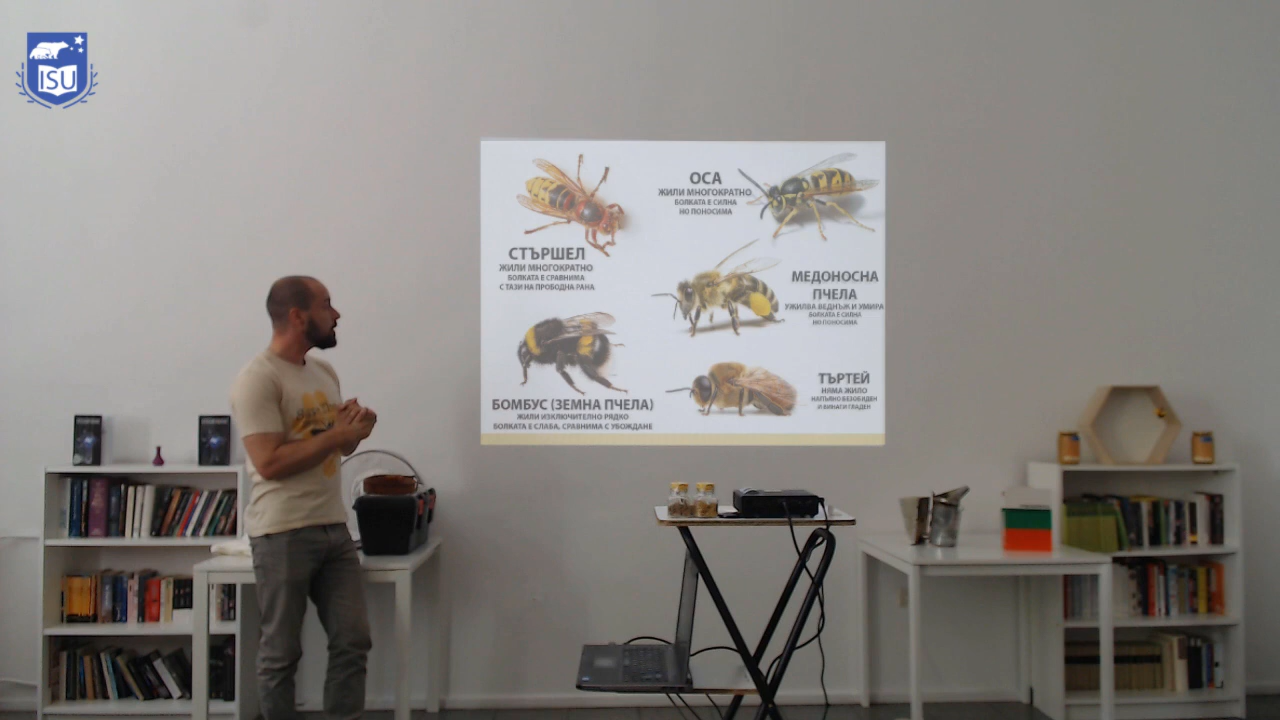 ISU
СТЪРШЕЛ
ЖИЛИ МНОГОКРАТНО
БОЛКАТА Е СРАВНИМА
С ТАЗИ НА ПРОБОДНА РАНА
ОСА
ЖИЛИ МНОГОКРАТНО
БОЛКАТА Е СИЛНА
НО ПОНОСИМА
МЕДОНОСНА
ПЧЕЛА
УЖИЛВА ВЕДНЪЖ И УМИРА
БОЛКАТА Е СИЛНА
НО ПОНОСИМА
БОМБУС (ЗЕМНА ПЧЕЛА)
ЖИЛИ ИЗКЛЮЧИТЕЛНО РЯДКО
БОЛКАТА Е СЛАБА, СРАВНИМА С УБОЖДАНЕ
ТЪРТЕЙ
НЯМА ЖИЛО
НАПЪЛНО БЕЗОБИДЕН
И ВИНАГИ ГЛАДЕН